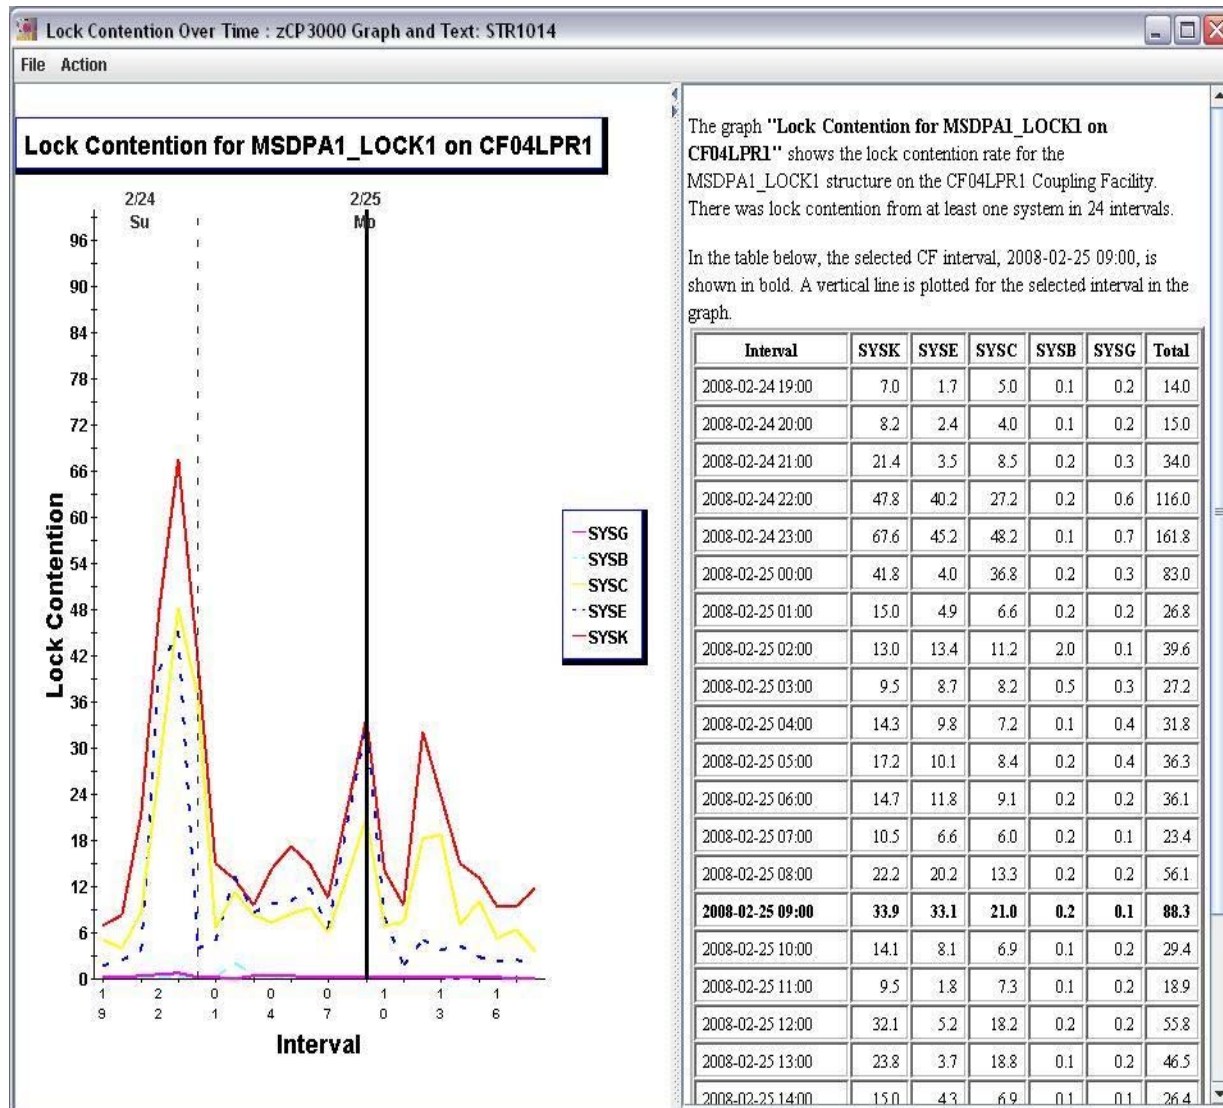 Lock Contention Over Time : zCP3000 Graph and Text: STR1014
File Action
Lock Contention for MSDPA1_LOCK1 on CF04LPR1
2/24 2/25
Su Mo
96
90
84
78
72
66
60
54
48
42
36
30
24
18
12
6
0
Lock Contention
1 2 0 0 0 1 1 1
9 2 1 4 7 0 3 6
Interval
SYSG
SYSB
SYSC
SYSE
SYSK
The graph "Lock Contention for MSDPA1_LOCK1 on
CF04LPR1" shows the lock contention rate for the
MSDPA1_LOCK1 structure on the CF04LPR1 Coupling Facility.
There was lock contention from at least one system in 24 intervals.
In the table below, the selected CF interval, 2008-02-25 09:00, is
shown in bold. A vertical line is plotted for the selected interval in the
graph.
Interval SYSK SYSE SYSC SYSB SYSG Total
2008-02-24 19:00 7.0 1.7 5.0 0.1 0.2 14.0
2008-02-24 20:00 8.2 2.4 4.0 0.1 0.2 15.0
2008-02-24 21:00 21.4 3.5 8.5 0.2 0.3 34.0
2008-02-24 22:00 47.8 40.2 27.2 0.2 0.6 116.0
2008-02-24 23:00 67.6 45.2 48.2 0.1 0.7 161.8
2008-02-25 00:00 41.8 4.0 36.8 0.2 0.3 83.0
2008-02-25 01:00 15.0 4.9 6.6 0.2 0.2 26.8
2008-02-25 02:00 13.0 13.4 11.2 2.0 0.1 39.6
2008-02-25 03:00 9.5 8.7 8.2 0.5 0.3 27.2
2008-02-25 04:00 14.3 9.8 7.2 0.1 0.4 31.8
2008-02-25 05:00 17.2 10.1 8.4 0.2 0.4 36.3
2008-02-25 06:00 14.7 11.8 9.1 0.2 0.2 36.1
2008-02-25 07:00 10.5 6.6 6.0 0.2 0.1 23.4
2008-02-25 08:00 22.2 20.2 13.3 0.2 0.2 56.1
2008-02-25 09:00 33.9 33.1 21.0 0.2 0.1 88.3
2008-02-25 10:00 14.1 8.1 6.9 0.1 0.2 29.4
2008-02-25 11:00 9.5 1.8 7.3 0.1 0.2 18.9
2008-02-25 12:00 32.1 5.2 18.2 0.2 0.2 55.8
2008-02-25 13:00 23.8 3.7 18.8 0.1 0.2 46.5
2008-02-25 14:00 15.0 4.3 6.9 0.1 0.1 26.4